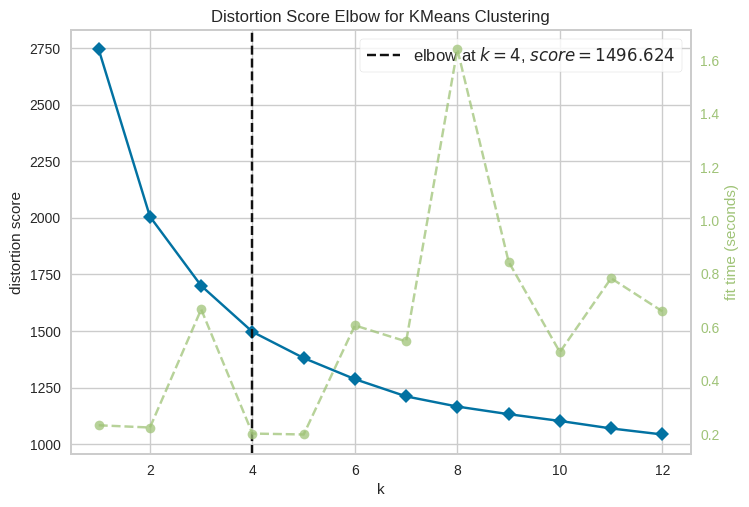 Distortion Score Elbow for KMeans Clustering
elbow at k = 4, score = 1496.624
distortion score
2750
2500
2250
2000
1750
1500
1250
1000
1.6
1.4
1.2
1.0
0.8
0.6
0.4
0.2
fit time (seconds)
2 4 6 8 10 12
k